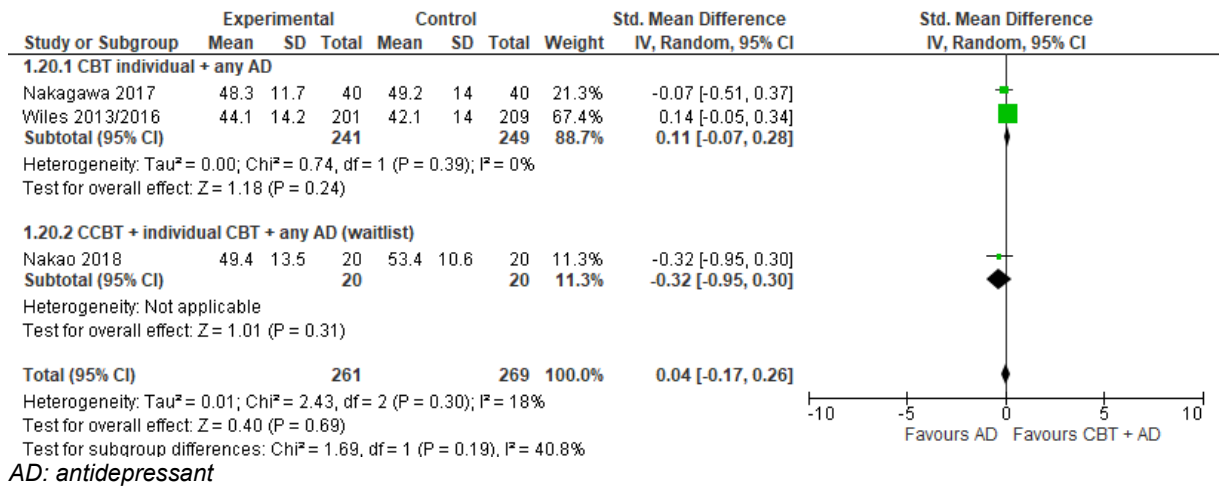 Experimental Control Std. Mean Difference Std. Mean Difference
Study or Subgroup Mean SD Total Mean SD Total Weight IV, Random, 95% CI IV, Random, 95% CI
1.20.1 CBT individual + any AD
Nakagawa 2017 48.3 11.7 40 49.2 14 40 21.3% -0.07 [-0.51, 0.37]
Wiles 2013/2016 44.1 14.2 201 42.1 14 209 67.4% 0.14 [-0.05, 0.34]
Subtotal (95% CI) 241 249 88.7% 0.11 [-0.07, 0.28]
Heterogeneity: Tau² = 0.00; Chi² = 0.74, df = 1 (P = 0.39); I² = 0%
Test for overall effect: Z = 1.18 (P = 0.24)
1.20.2 CCBT + individual CBT + any AD (waitlist)
Nakao 2018 49.4 13.5 20 53.4 10.6 20 11.3% -0.32 [-0.95, 0.30]
Subtotal (95% CI) 20 20 11.3% -0.32 [-0.95, 0.30]
Heterogeneity: Not applicable
Test for overall effect: Z = 1.01 (P = 0.31)
Total (95% CI) 261 269 100.0% 0.04 [-0.17, 0.26]
Heterogeneity: Tau² = 0.01; Chi² = 2.43, df = 2 (P = 0.30); I² = 18%
Test for overall effect: Z = 0.40 (P = 0.69)
Test for subgroup differences: Chi² = 1.69, df = 1 (P = 0.19), I² = 40.8%
-10 -5 0 5 10
Favours AD Favours CBT + AD
AD: antidepressant